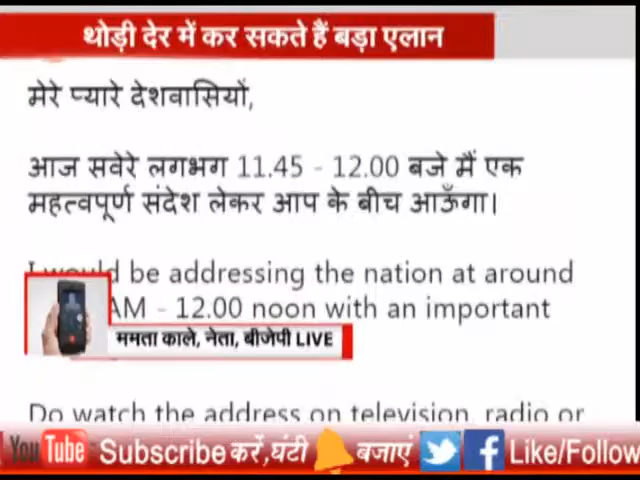 थोड़ी देर में कर सकते हैं बड़ा एलान
मेरे प्यारे देशवासियों,
आज सवेरे लगभग 11.45 - 12.00 बजे मैं एक
महत्वपूर्ण संदेश लेकर आप के बीच आऊँगा।
I would be addressing the nation at around
AM - 12.00 noon with an important
ममता काले, नेता, बीजेपी LIVE
Do watch the address on television, radio or
YouTube Subscribe करें, घंटी बजाएं Like/Follow